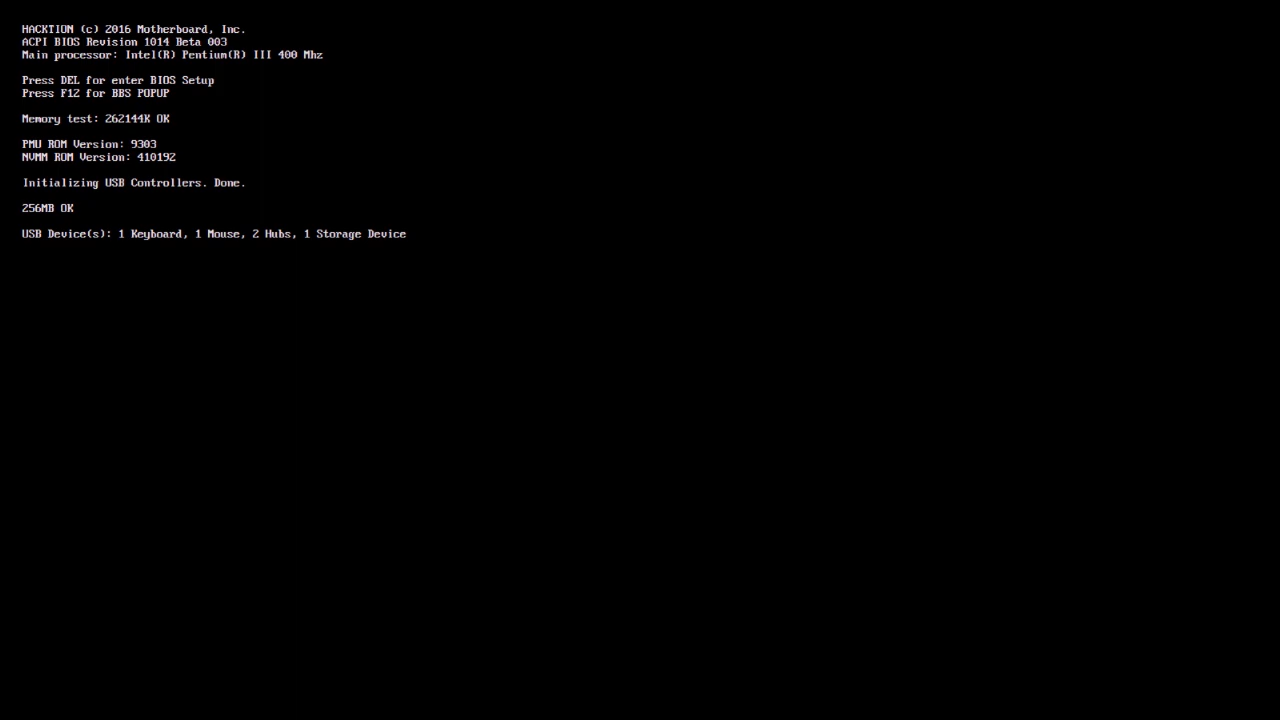 HACKTION (c) 2016 Motherboard, Inc.
ACPI BIOS Revision 1014 Beta 003
Main processor: Intel(R) Pentium(R) III 400 Mhz
Press DEL for enter BIOS Setup
Press F12 for BBS POPUP
Memory test: 262144K OK
PMU ROM Version: 9303
NVMM ROM Version: 410192
Initializing USB Controllers. Done.
256MB OK
USB Device(s): 1 Keyboard, 1 Mouse, 2 Hubs, 1 Storage Device